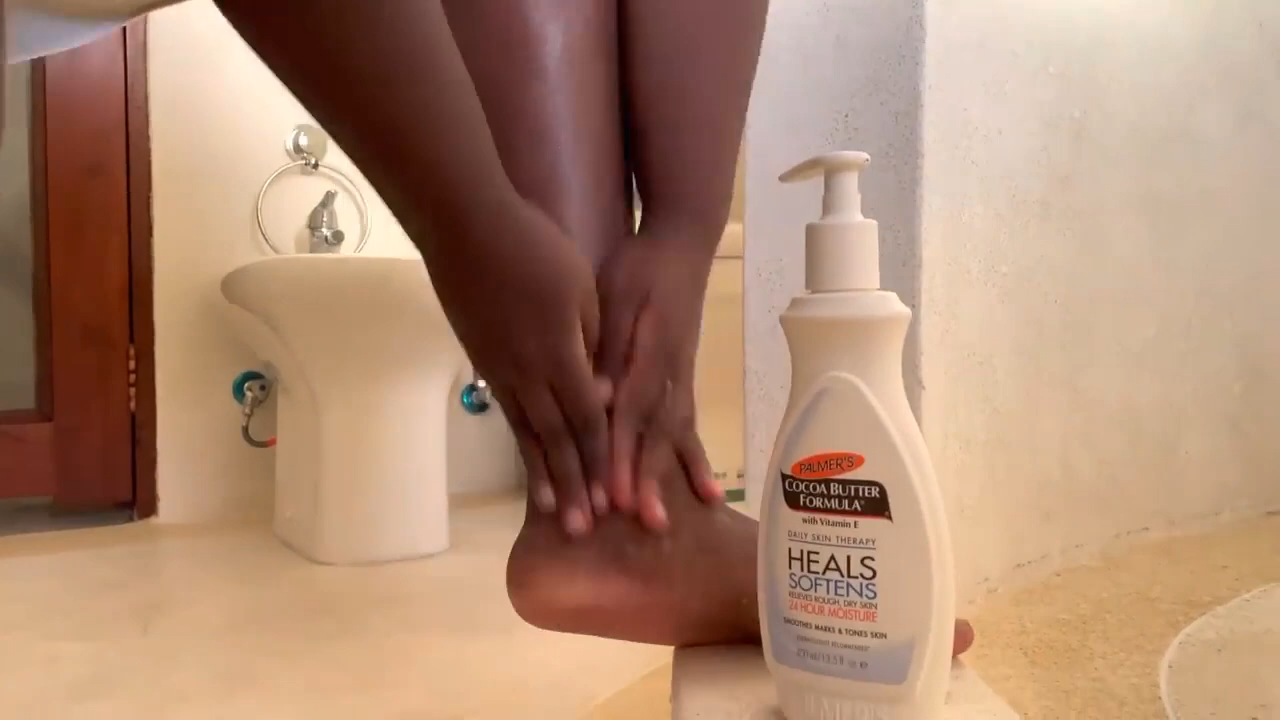 PALMER'S
COCOA BUTTER
FORMULA®
with Vitamin E
DAILY SKIN THERAPY
HEALS
SOFTENS
RELIEVES ROUGH, DRY SKIN
24 HOUR MOISTURE
SMOOTHES MARKS & TONES SKIN